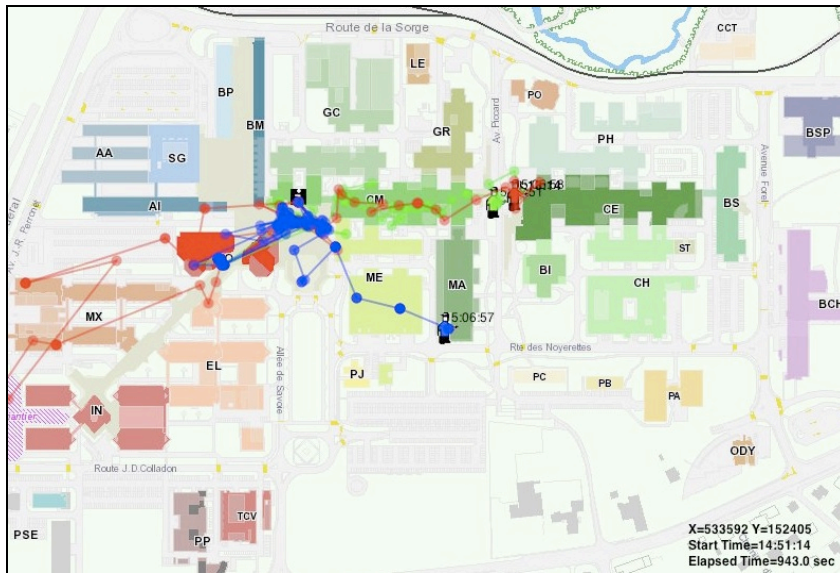 Route de la Sorge
CCT
LE
BP
GC
PO
BM
GR
Av. Piccard
PH
BSP
AA
SG
Avenue Forel
AI
CM
CE
BS
Av. J.R. Perronet
ME
MA
BI
ST
CH
BCH
MX
15:06:57
Rte des Noyerettes
EL
Allée de Savoie
PJ
PC
PB
PA
IN
antier
ODY
Route J.D.Colladon
PSE
PP
TCV
X=533592 Y=152405
Start Time=14:51:14
Elapsed Time=943.0 sec